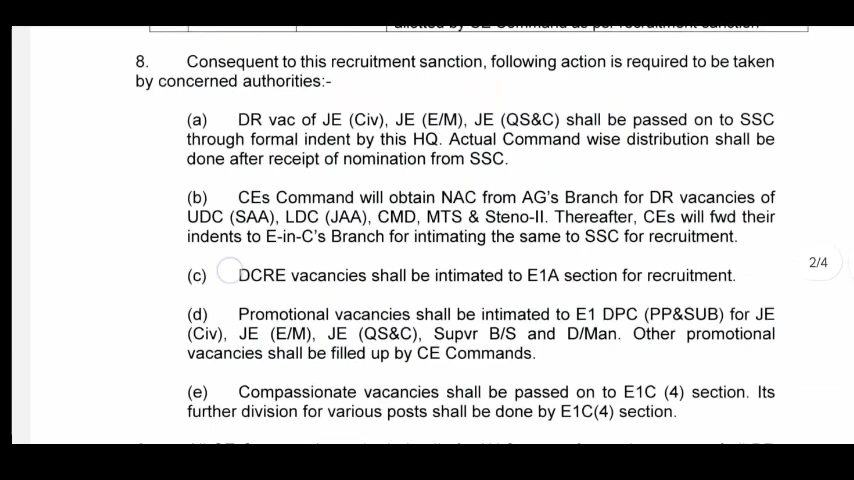 8. Consequent to this recruitment sanction, following action is required to be taken
by concerned authorities:-
(a) DR vac of JE (Civ), JE (E/M), JE (QS&C) shall be passed on to SSC
through formal indent by this HQ. Actual Command wise distribution shall be
done after receipt of nomination from SSC.
(b) CEs Command will obtain NAC from AG's Branch for DR vacancies of
UDC (SAA), LDC (JAA), CMD, MTS & Steno-II. Thereafter, CEs will fwd their
indents to E-in-C's Branch for intimating the same to SSC for recruitment.
2/4
(c) DCRE vacancies shall be intimated to E1A section for recruitment.
(d) Promotional vacancies shall be intimated to E1 DPC (PP&SUB) for JE
(Civ), JE (E/M), JE (QS&C), Supvr B/S and D/Man. Other promotional
vacancies shall be filled up by CE Commands.
(e) Compassionate vacancies shall be passed on to E1C (4) section. Its
further division for various posts shall be done by E1C(4) section.